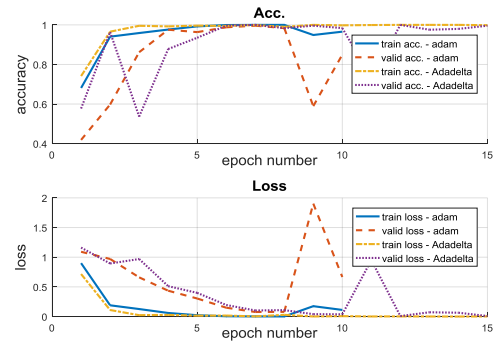 Acc.
1
0.8
0.6
0.4
accuracy
train acc. - adam
valid acc. - adam
train acc. - Adadelta
valid acc. - Adadelta
0 5 10 15
epoch number
Loss
2
1.5
1
0.5
0
loss
train loss - adam
valid loss - adam
train loss - Adadelta
valid loss - Adadelta
0 5 10 15
epoch number